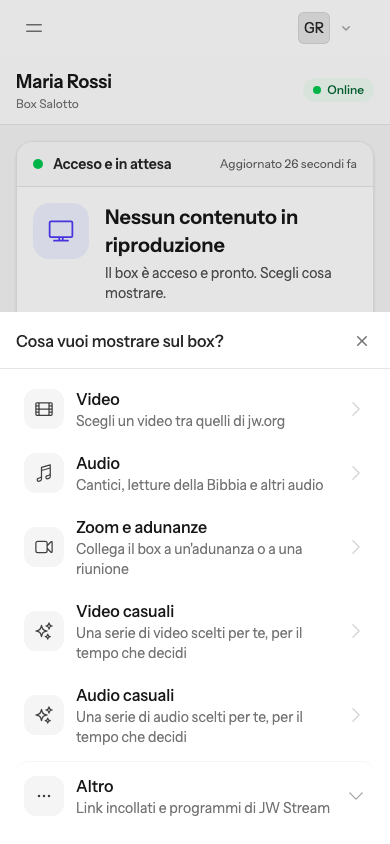 GR
Maria Rossi
Box Salotto
Online
Acceso e in attesa
Aggiornato 26 secondi fa
Nessun contenuto in
riproduzione
Il box è acceso e pronto. Scegli cosa
mostrare.
Cosa vuoi mostrare sul box?
Video
Scegli un video tra quelli di jw.org
Audio
Cantici, letture della Bibbia e altri audio
Zoom e adunanze
Collega il box a un'adunanza o a una
riunione
Video casuali
Una serie di video scelti per te, per il
tempo che decidi
Audio casuali
Una serie di audio scelti per te, per il
tempo che decidi
Altro
Link incollati e programmi di JW Stream